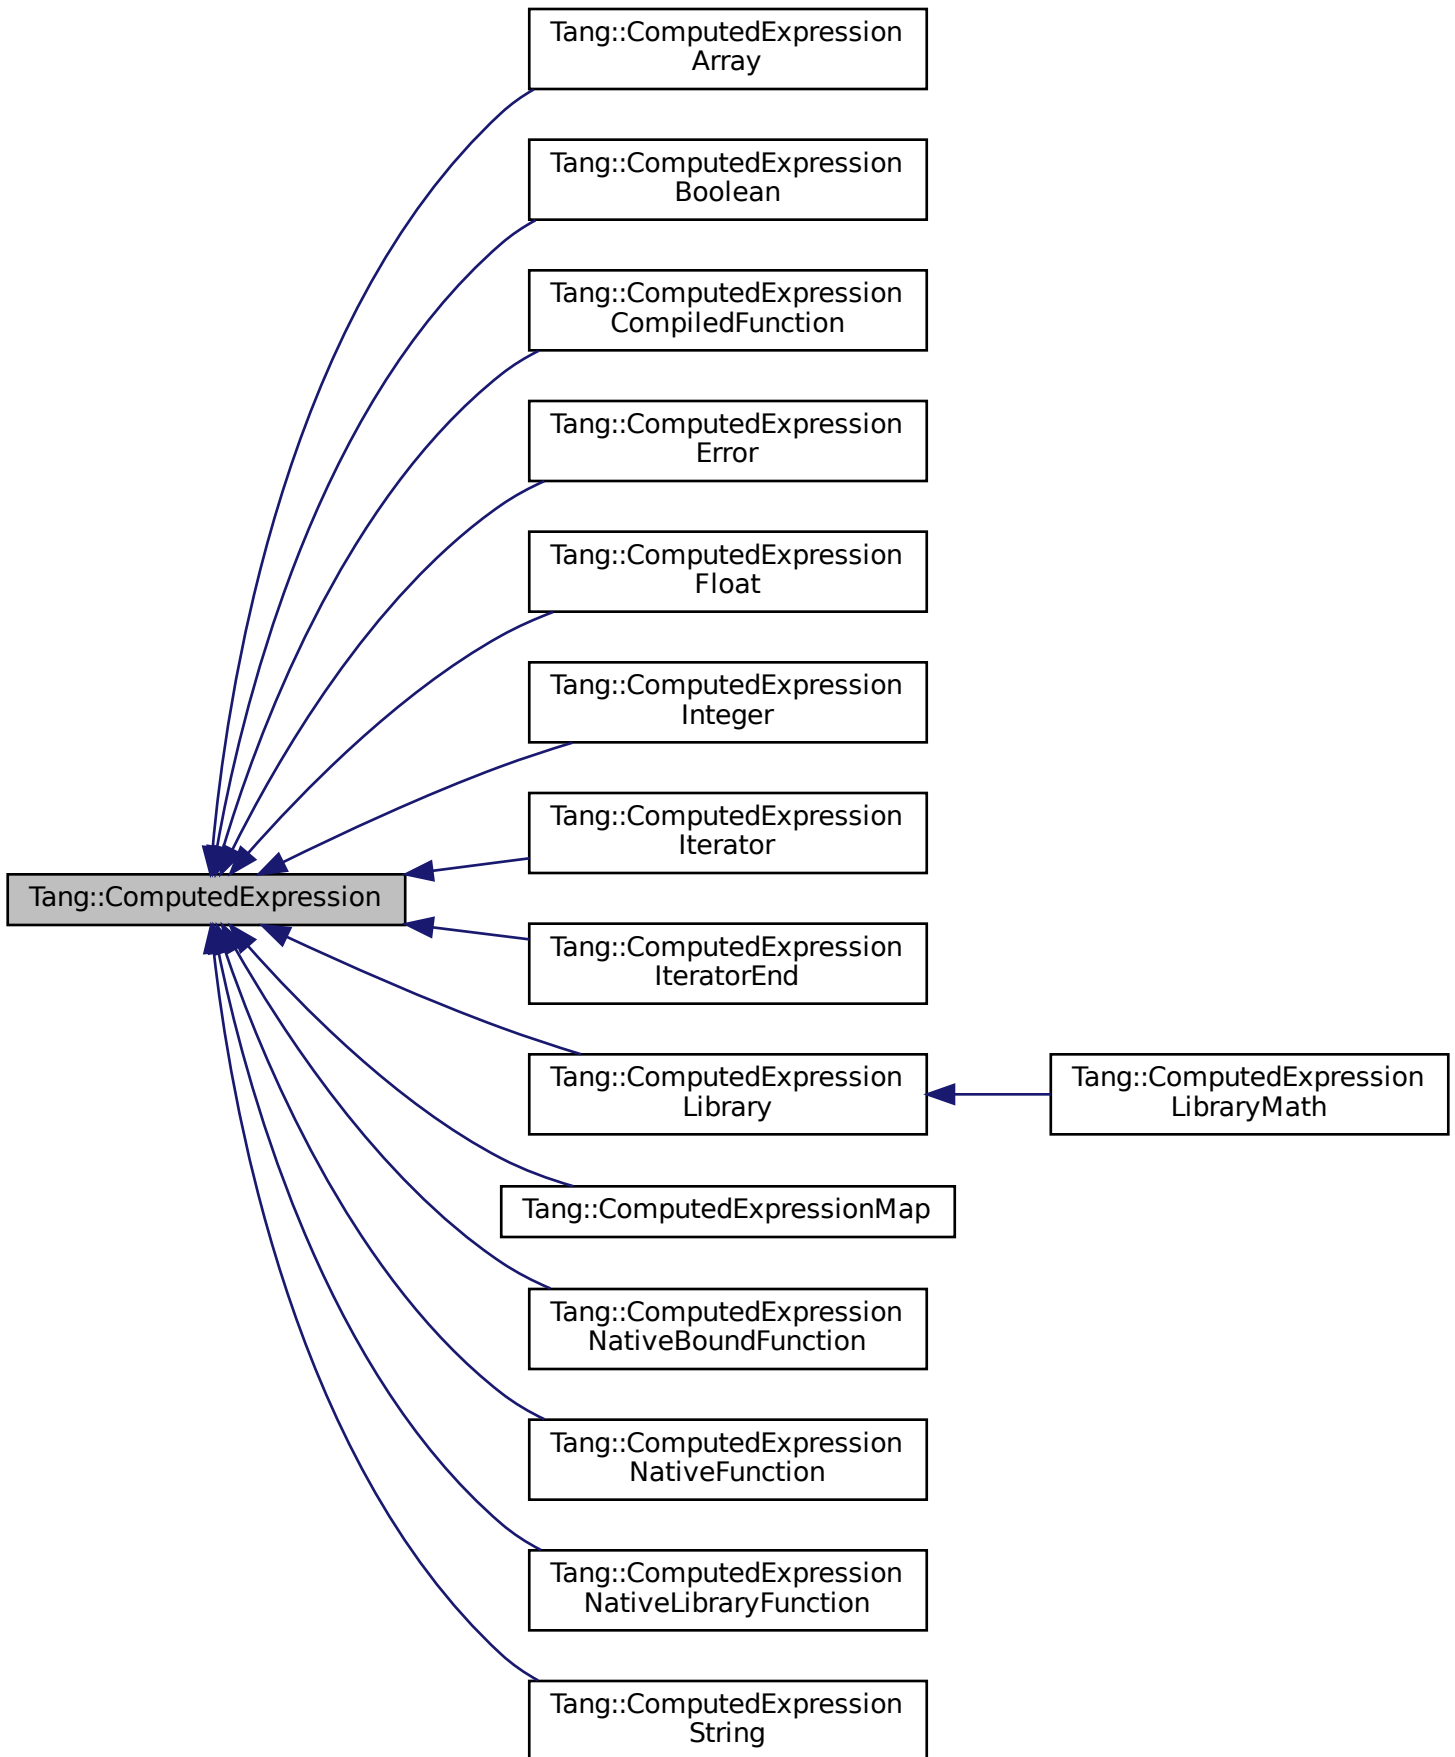 Tang::ComputedExpression
Array
Tang::ComputedExpression
Boolean
Tang::ComputedExpression
CompiledFunction
Tang::ComputedExpression
Error
Tang::ComputedExpression
Float
Tang::ComputedExpression
Integer
Tang::ComputedExpression
Iterator
Tang::ComputedExpression
Tang::ComputedExpression
IteratorEnd
Tang::ComputedExpression
Library
Tang::ComputedExpression
LibraryMath
Tang::ComputedExpressionMap
Tang::ComputedExpression
NativeBoundFunction
Tang::ComputedExpression
NativeFunction
Tang::ComputedExpression
NativeLibraryFunction
Tang::ComputedExpression
String